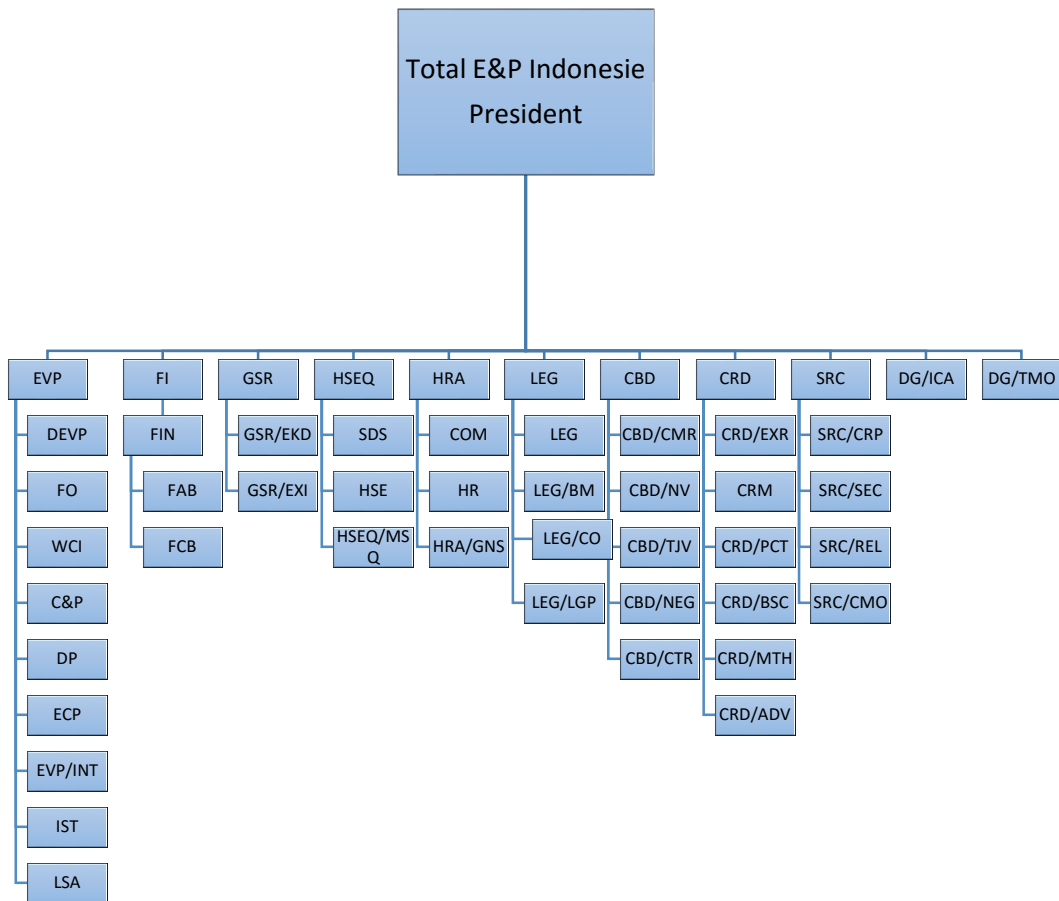 Total E&P Indonesie
President
EVP
FI
GSR
HSEQ
HRA
LEG
CBD
CRD
SRC
DG/ICA
DG/TMO
DEVP
FIN
GSR/EKD
SDS
COM
LEG
CBD/CMR
CRD/EXR
SRC/CRP
FO
FAB
GSR/EXI
HSE
HR
LEG/BM
CBD/NV
CRM
SRC/SEC
WCI
FCB
HSEQ/MS
Q
HRA/GNS
LEG/CO
CBD/TJV
CRD/PCT
SRC/REL
C&P
LEG/LGP
CBD/NEG
CRD/BSC
SRC/CMO
DP
CBD/CTR
CRD/MTH
ECP
CRD/ADV
EVP/INT
IST
LSA